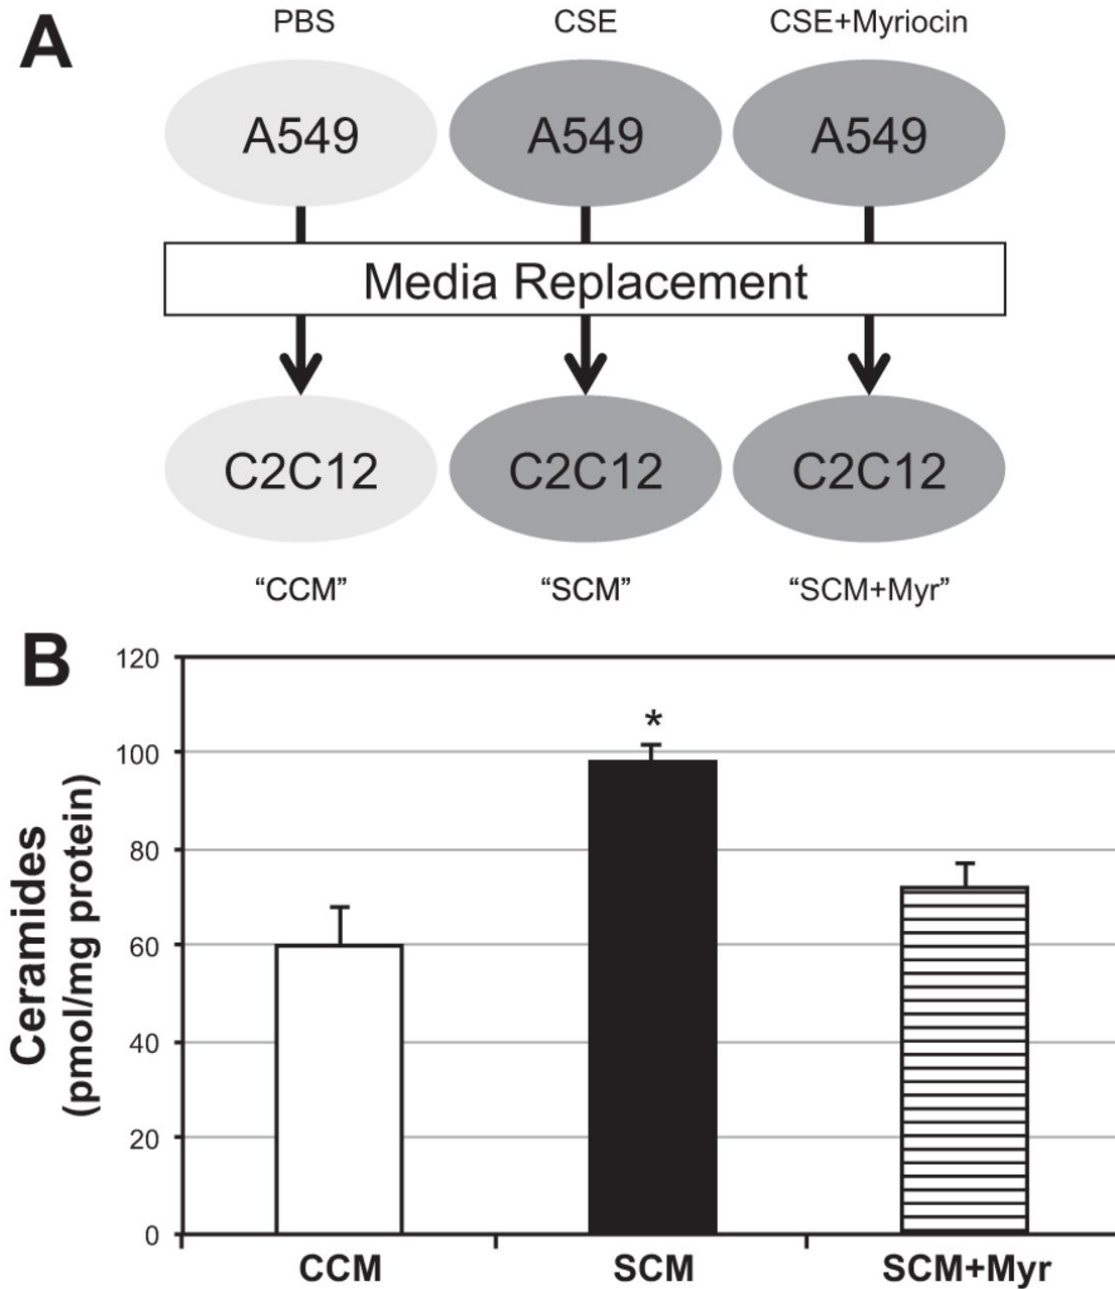 A
PBS CSE CSE+Myriocin
A549 A549 A549
Media Replacement
C2C12 C2C12 C2C12
“CCM” “SCM” “SCM+Myr”
B
Ceramides
(pmol/mg protein)
120
100
80
60
40
20
0
*
CCM SCM SCM+Myr